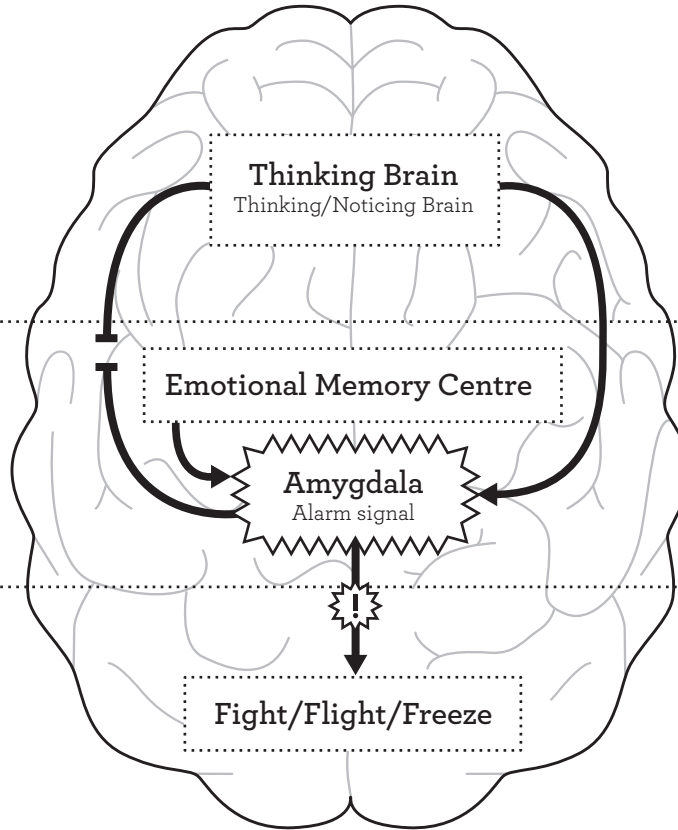 Thinking Brain
Thinking/Noticing Brain
Emotional Memory Centre
Amygdala
Alarm signal
!
Fight/Flight/Freeze